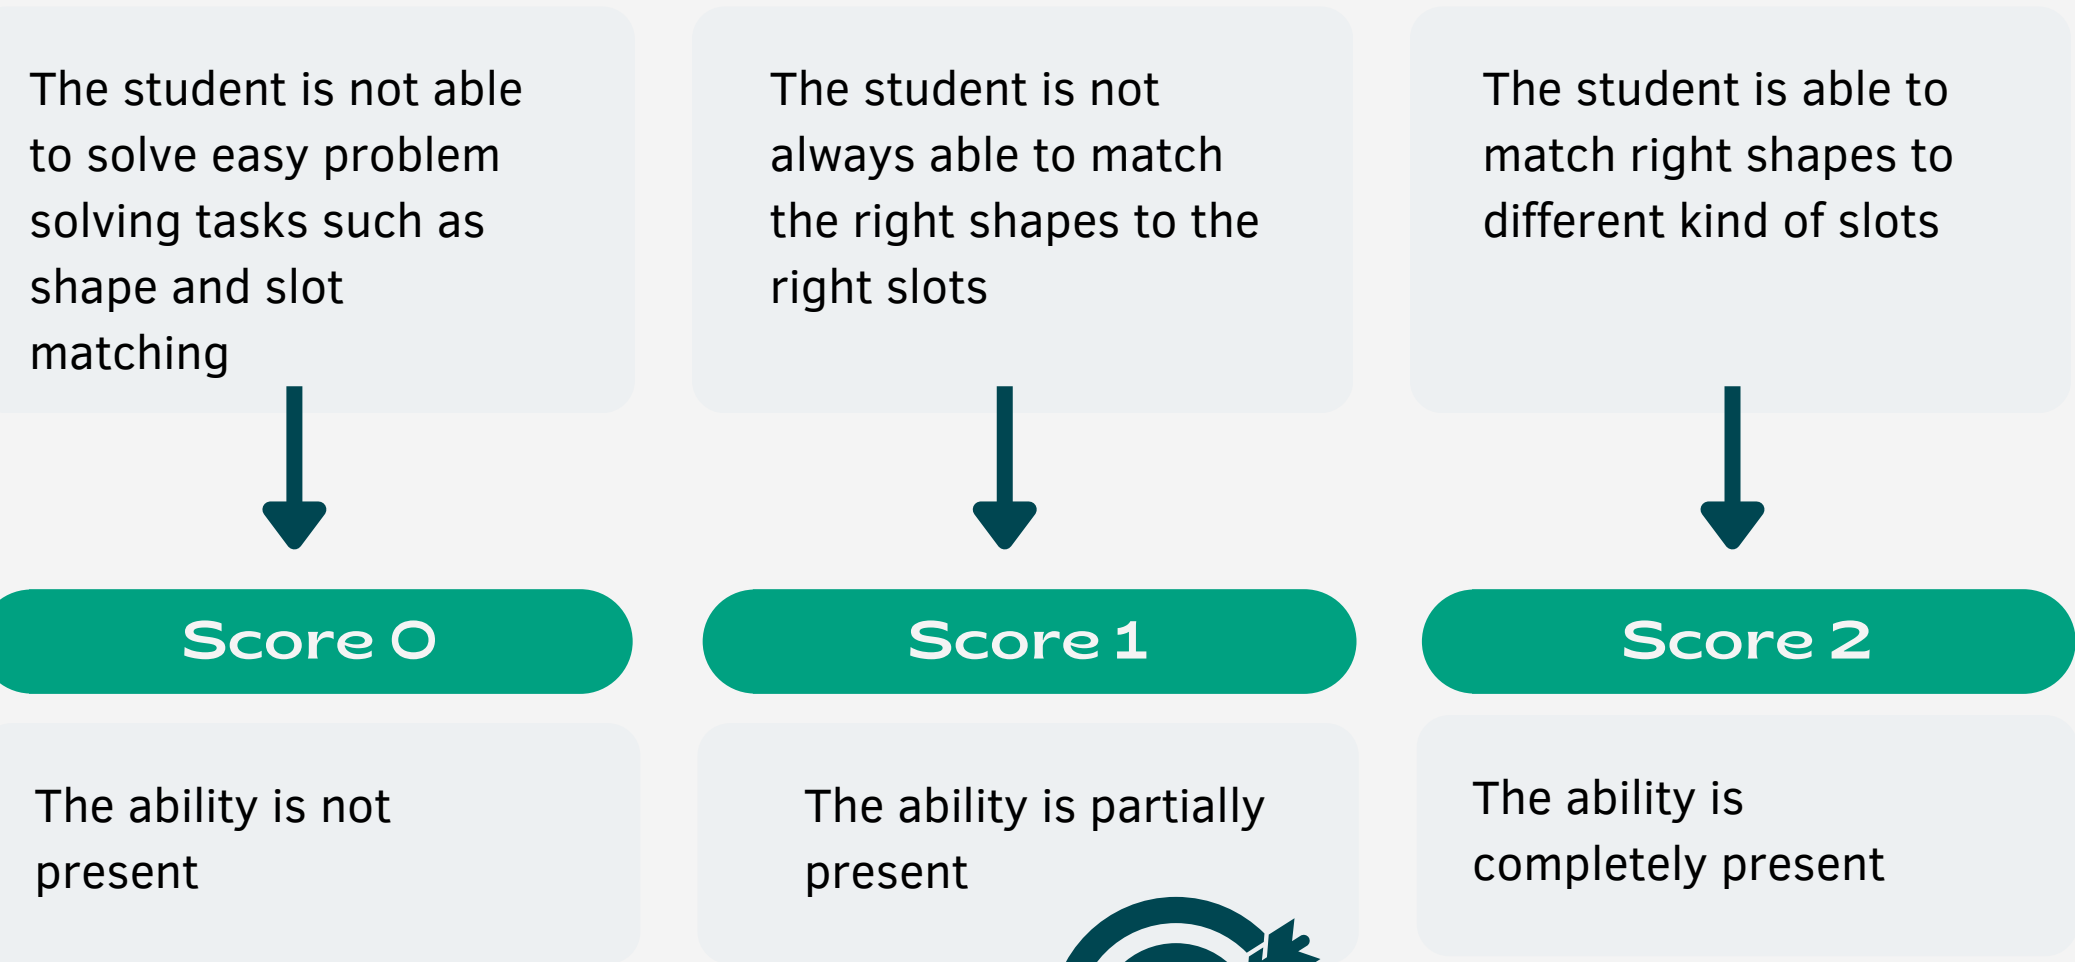 The student is not able
to solve easy problem
solving tasks such as
shape and slot
matching
The student is not
always able to match
the right shapes to the
right slots
The student is able to
match right shapes to
different kind of slots
Score 0
Score 1
Score 2
The ability is not
present
The ability is partially
present
The ability is
completely present